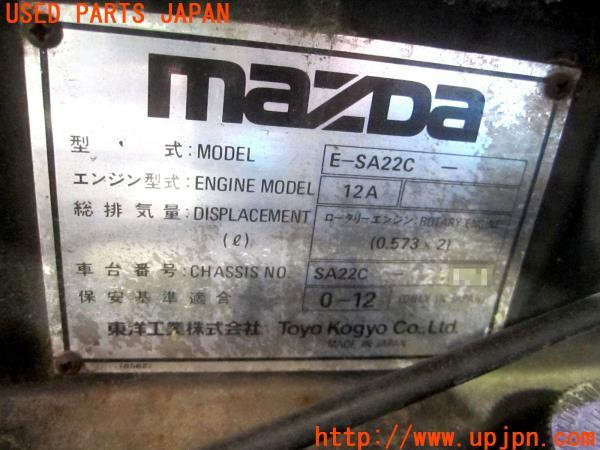 USED PARTS JAPAN
mazda
型 式:MODEL E-SA22C -
エンジン型式:ENGINE MODEL 12A
総排気量:DISPLACEMENT ロータリーエンジン:ROTARY ENGINE
(ℓ) (0.573 x 2)
車台番号:CHASSIS NO. SA22C -
保安基準適合 0-12 (ONLY IN JAPAN)
東洋工業株式会社 Toyo Kogyo Co., Ltd.
MADE IN JAPAN
http://www.upjpn.com/